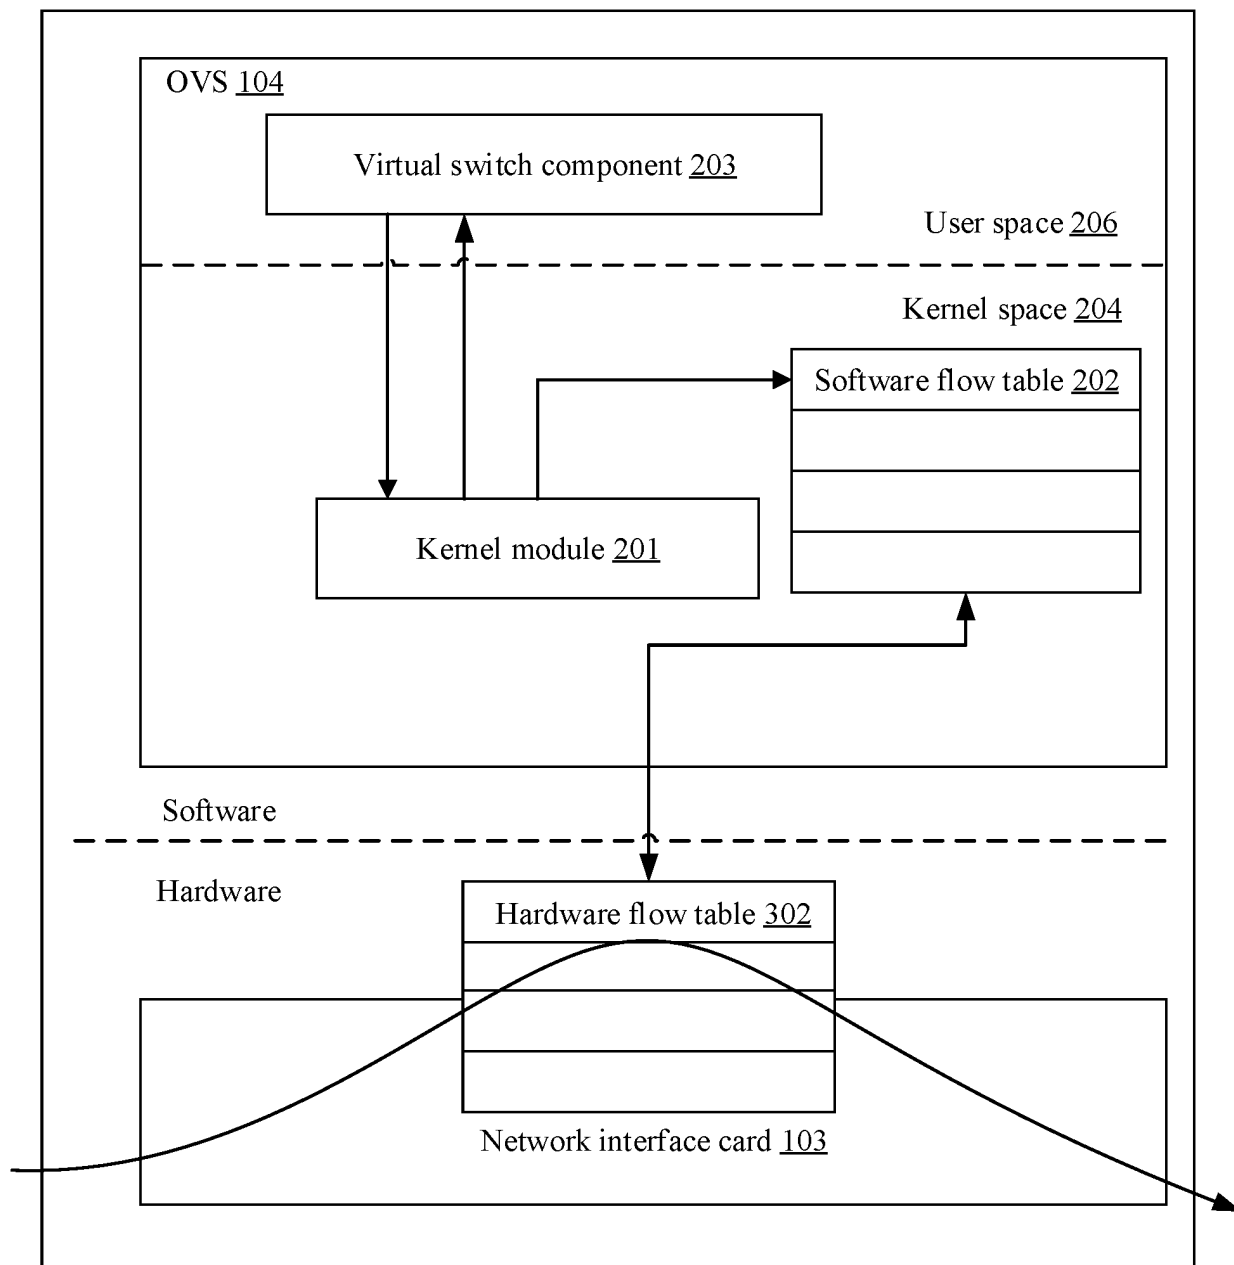 OVS 104
Virtual switch component 203
User space 206
Kernel space 204
Software flow table 202
Kernel module 201
Software
Hardware
Hardware flow table 302
Network interface card 103